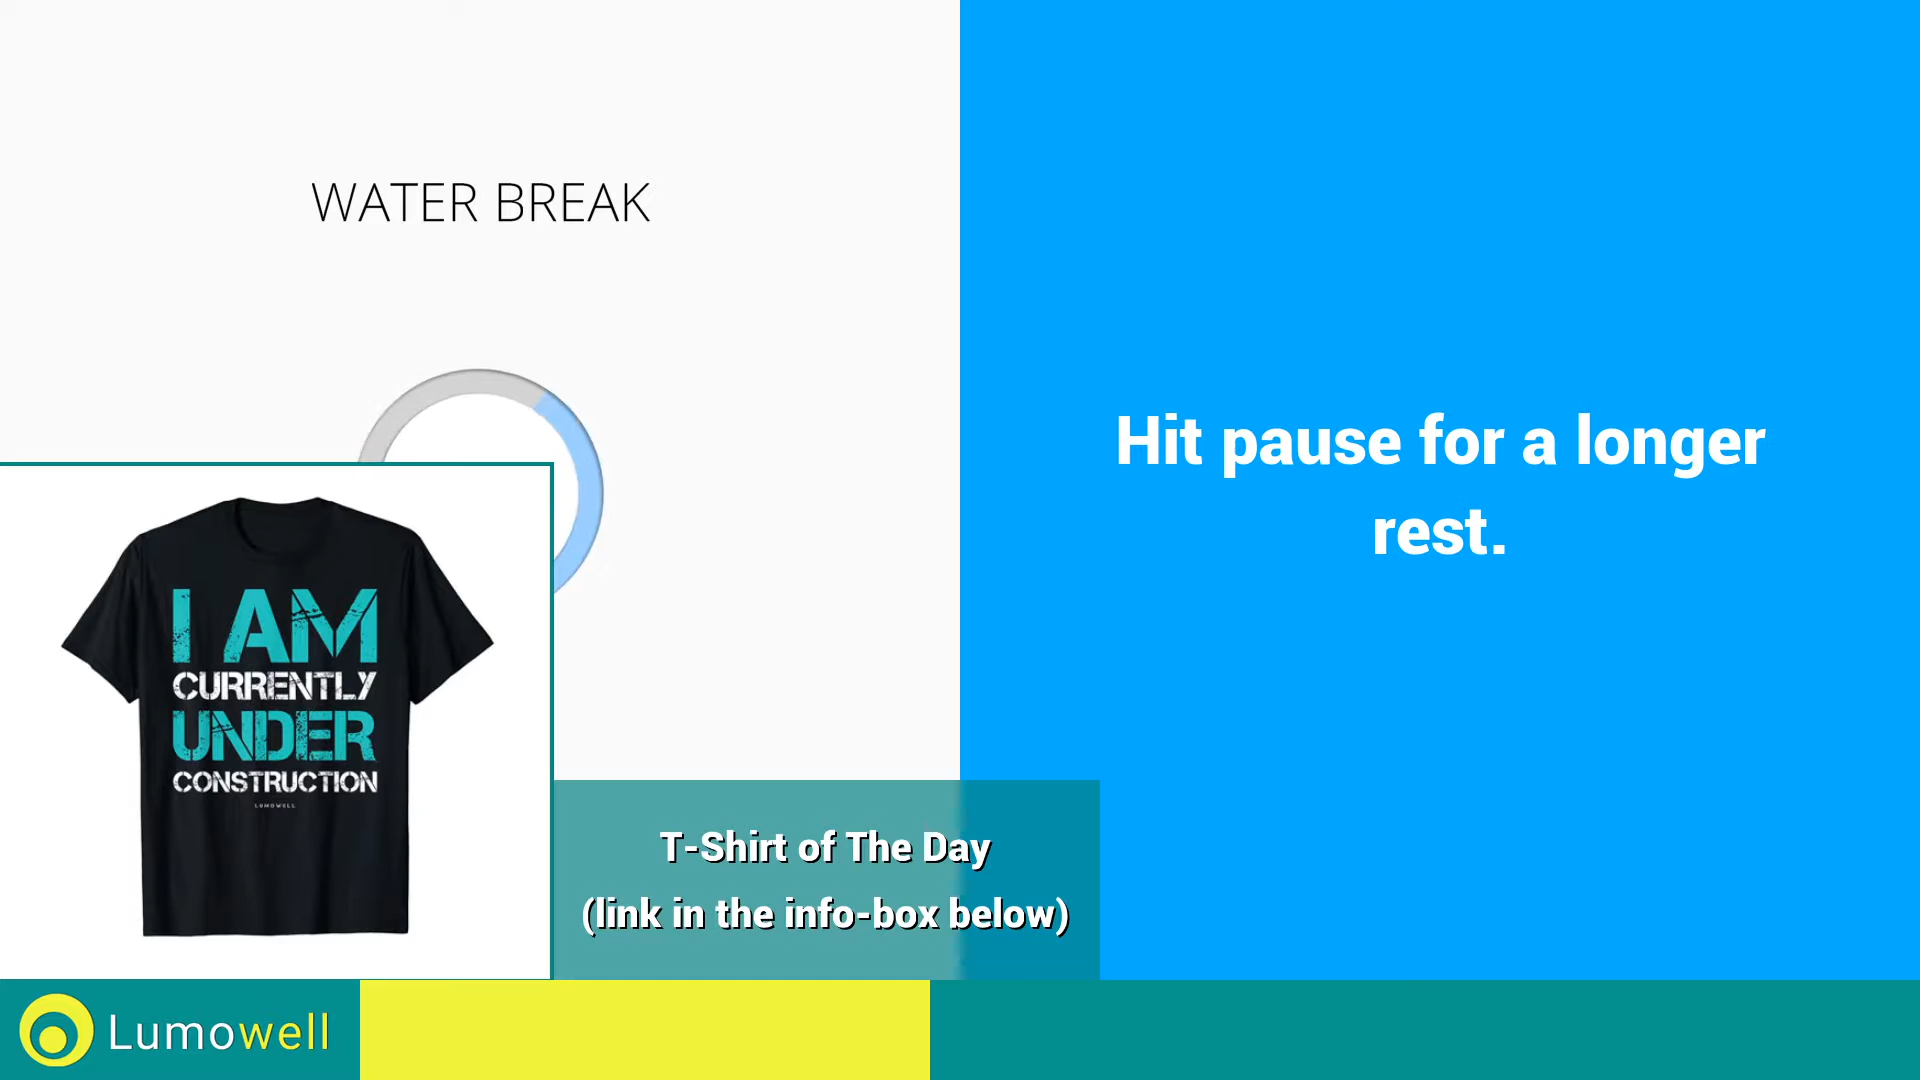 WATER BREAK
Hit pause for a longer
rest.
I AM
CURRENTLY
UNDER
CONSTRUCTION
LUMOWELL
T-Shirt of The Day
(link in the info-box below)
Lumowell